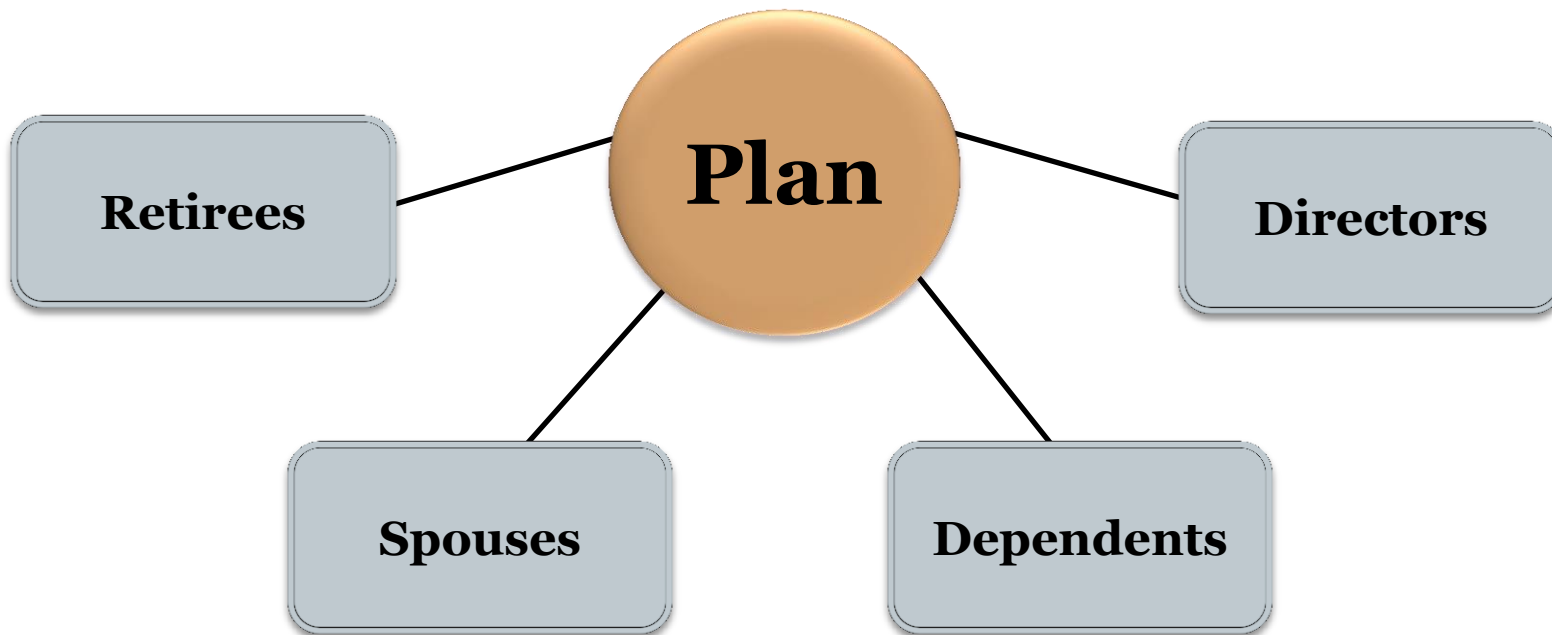 Plan
Retirees
Directors
Spouses
Dependents